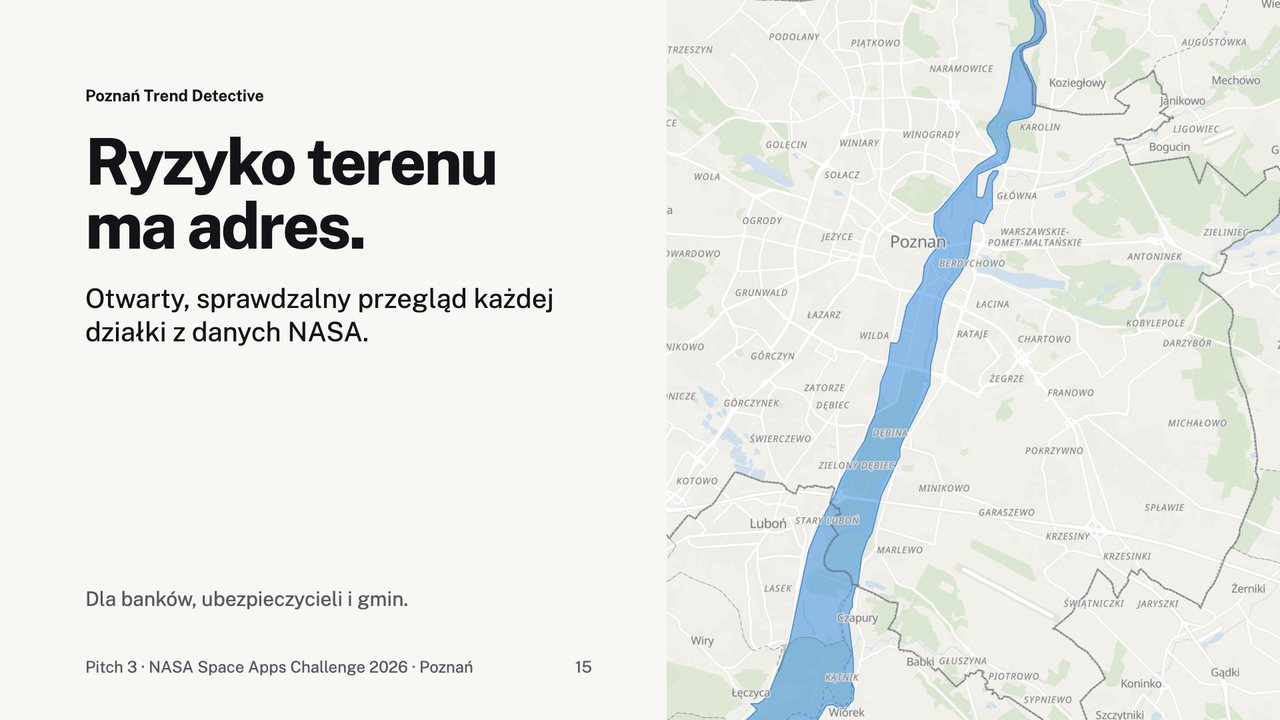 Poznań Trend Detective
Ryzyko terenu
ma adres.
Otwarty, sprawdzalny przegląd każdej
działki z danych NASA.
Dla banków, ubezpieczycieli i gmin.
Pitch 3 · NASA Space Apps Challenge 2026 · Poznań
15
PODOLANY
PIĄTKOWO
TRZESZYN
AUGUSTÓWKA
NARAMOWICE
Koziegłowy
Mechowo
Janikowo
KAROLIN
LIGOWIEC
WINOGRADY
GOLĘCIN
WINIARY
Bogucin
WOLA
SOŁACZ
GŁÓWNA
OGRODY
JEŻYCE
Poznań
WARSZAWSKIE-
POMET-MALTAŃSKIE
ZIELINIEC
EDWARDOWO
BERDYCHOWO
ANTONINEK
GRUNWALD
ŁACINA
ŁAZARZ
KOBYLEPOLE
WILDA
RATAJE
CHARTOWO
DARZYBÓR
NIKOWO
GÓRCZYN
ŻEGRZE
ZATORZE
FRANOWO
NICZE
GÓRCZYNEK
DĘBIEC
MICHAŁOWO
ŚWIERCZEWO
DĘBINA
POKRZYWNO
ZIELONY DĘBIEC
KOTOWO
MINIKOWO
SPŁAWIE
GARASZEWO
Luboń
STARY LUBOŃ
KRZESINY
MARLEWO
KRZESINKI
LASEK
Żerniki
ŚWIĄTNICZKI
JARYSZKI
Czapury
Wiry
Babki
GŁUSZYNA
Gądki
KĄTNIK
PIOTROWO
Koninko
Łęczyca
SYPNIEWO
Wiórek
Szczytniki